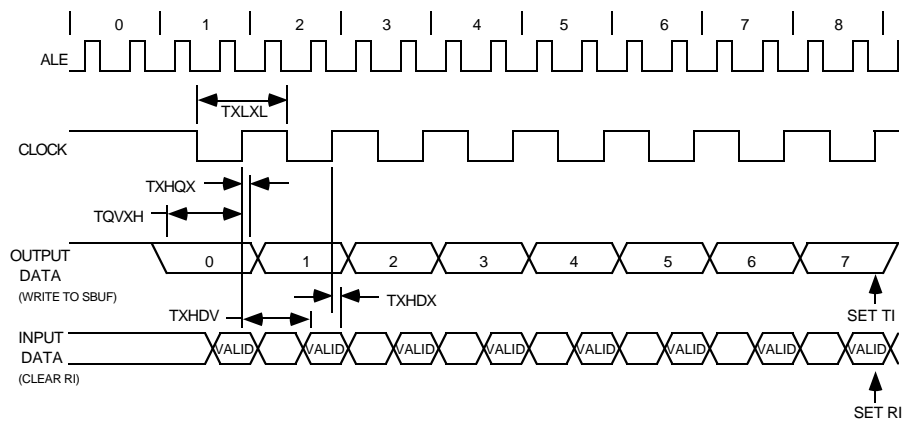 0 1 2 3 4 5 6 7 8
ALE
TXLXL
CLOCK
TXHQX
TQVXH
OUTPUT
DATA
(WRITE TO SBUF)
0 1 2 3 4 5 6 7
TXHDX
TXHDV
SET TI
INPUT
DATA
(CLEAR RI)
VALID VALID VALID VALID VALID VALID VALID VALID
SET RI